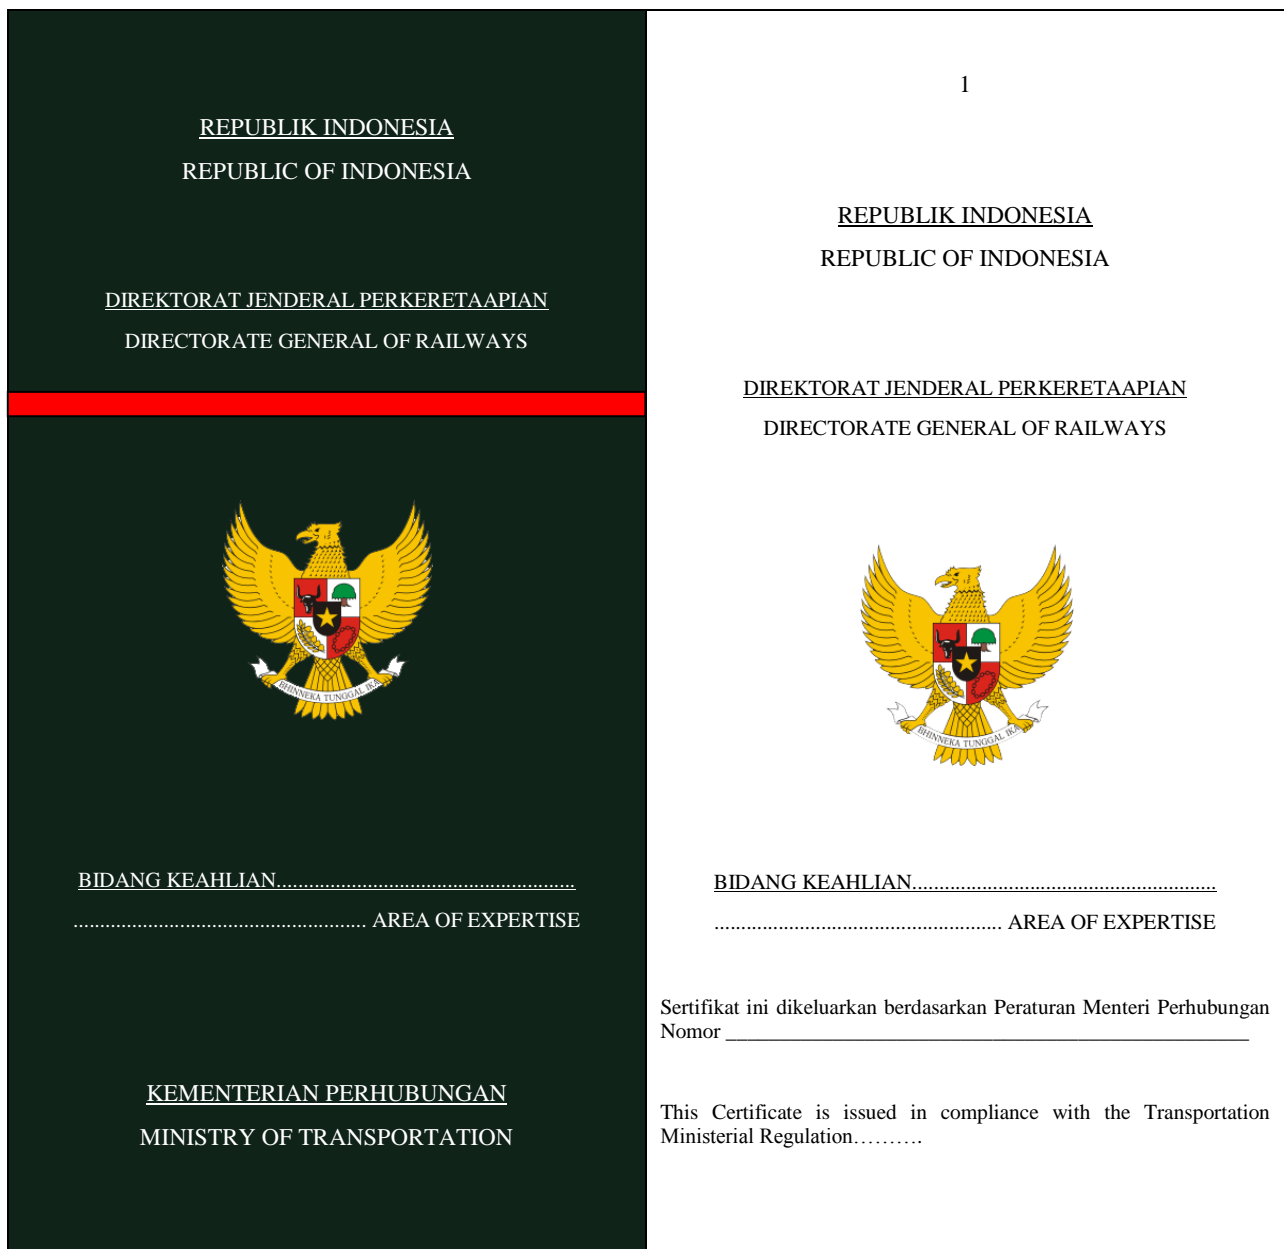 REPUBLIK INDONESIA
REPUBLIC OF INDONESIA
DIREKTORAT JENDERAL PERKERETAAPIAN
DIRECTORATE GENERAL OF RAILWAYS
BHINNEKA TUNGGAL IKA
BIDANG KEAHLIAN........................................................
....................................................... AREA OF EXPERTISE
KEMENTERIAN PERHUBUNGAN
MINISTRY OF TRANSPORTATION
1
REPUBLIK INDONESIA
REPUBLIC OF INDONESIA
DIREKTORAT JENDERAL PERKERETAAPIAN
DIRECTORATE GENERAL OF RAILWAYS
BHINNEKA TUNGGAL IKA
BIDANG KEAHLIAN.........................................................
...................................................... AREA OF EXPERTISE
Sertifikat ini dikeluarkan berdasarkan Peraturan Menteri Perhubungan
Nomor ________________________________________________
This Certificate is issued in compliance with the Transportation
Ministerial Regulation……….